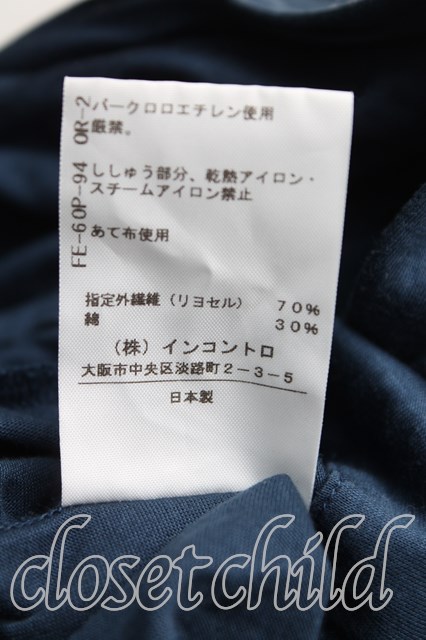 FE-60P-94 OR-2
パークロロエチレン使用
厳禁。
ししゅう部分、乾熱アイロン・
スチームアイロン禁止
あて布使用
指定外繊維(リヨセル) 70%
綿 30%
(株)インコントロ
大阪市中央区淡路町2-3-5
日本製
closet child